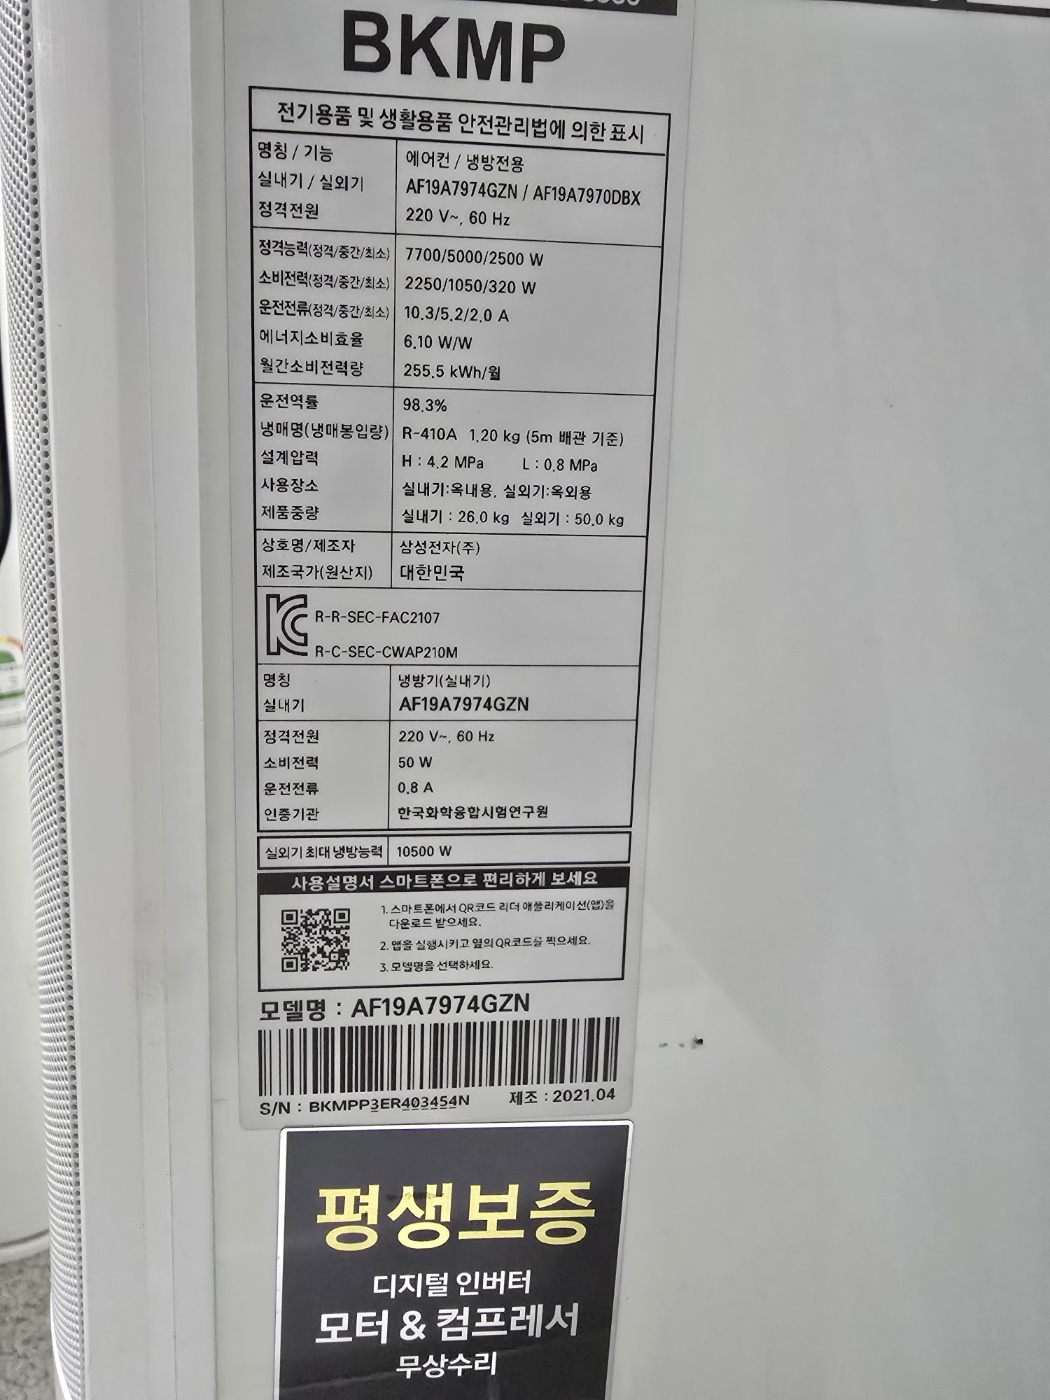 BKMP
전기용품 및 생활용품 안전관리법에 의한 표시
명칭 / 기능 에어컨 / 냉방전용
실내기 / 실외기 AF19A7974GZN / AF19A7970DBX
정격전원 220 V~, 60 Hz
정격능력(정격/중간/최소) 7700/5000/2500 W
소비전력(정격/중간/최소) 2250/1050/320 W
운전전류(정격/중간/최소) 10.3/5.2/2.0 A
에너지소비효율 6.10 W/W
월간소비전력량 255.5 kWh/월
운전역률 98.3%
냉매명(냉매봉입량) R-410A 1.20 kg (5m 배관 기준)
설계압력 H : 4.2 MPa L : 0.8 MPa
사용장소 실내기:옥내용, 실외기:옥외용
제품중량 실내기 : 26.0 kg 실외기 : 50.0 kg
상호명/제조자 삼성전자(주)
제조국가(원산지) 대한민국
R-R-SEC-FAC2107
R-C-SEC-CWAP210M
명칭 냉방기(실내기)
실내기 AF19A7974GZN
정격전원 220 V~, 60 Hz
소비전력 50 W
운전전류 0.8 A
인증기관 한국화학융합시험연구원
실외기 최대 냉방능력 10500 W
사용설명서 스마트폰으로 편리하게 보세요
1. 스마트폰에서 QR코드 리더 애플리케이션(앱)을
다운로드 받으세요.
2. 앱을 실행시키고 옆의 QR코드를 찍으세요.
3. 모델명을 선택하세요.
모델명 : AF19A7974GZN
S/N : BKMPP3ER403454N 제조 : 2021.04
평생보증
디지털 인버터
모터 & 컴프레서
무상수리